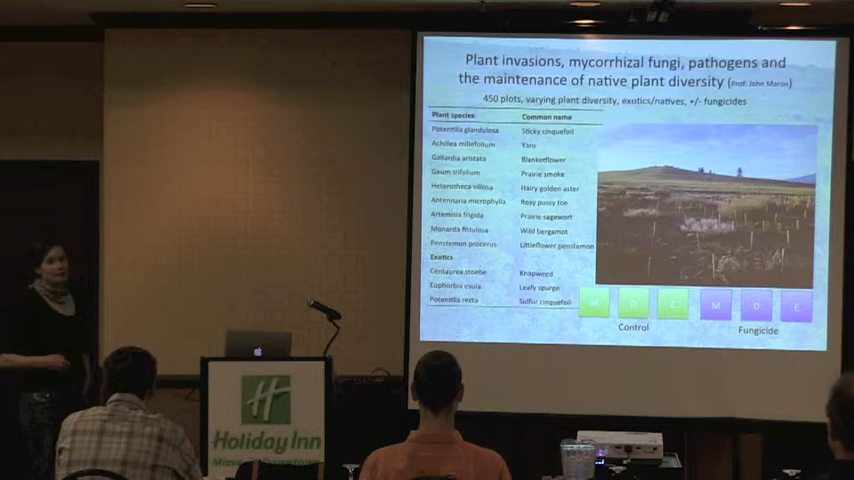 Plant invasions, mycorrhizal fungi, pathogens and
the maintenance of native plant diversity (Prof. John Maron)
450 plots, varying plant diversity, exotics/natives, +/- fungicides
Plant species Common name
Potentilla glandulosa Sticky cinquefoil
Achillea millefolium Yaro
Gallardia aristata Blanketflower
Geum trifolium Prairie smoke
Heterotheca villosa Hairy golden aster
Antennaria microphylla Rosy pussy toe
Artemisia frigida Prairie sagewort
Monarda fistulosa Wild bergamot
Penstemon procerus Littleflower penstemon
Exotics
Centaurea stoebe Knapweed
Euphorbia esula Leafy spurge
Potentilla recta Sulfur cinquefoil
M D E M D E
Control Fungicide
H
Holiday Inn
Missoula Downtown